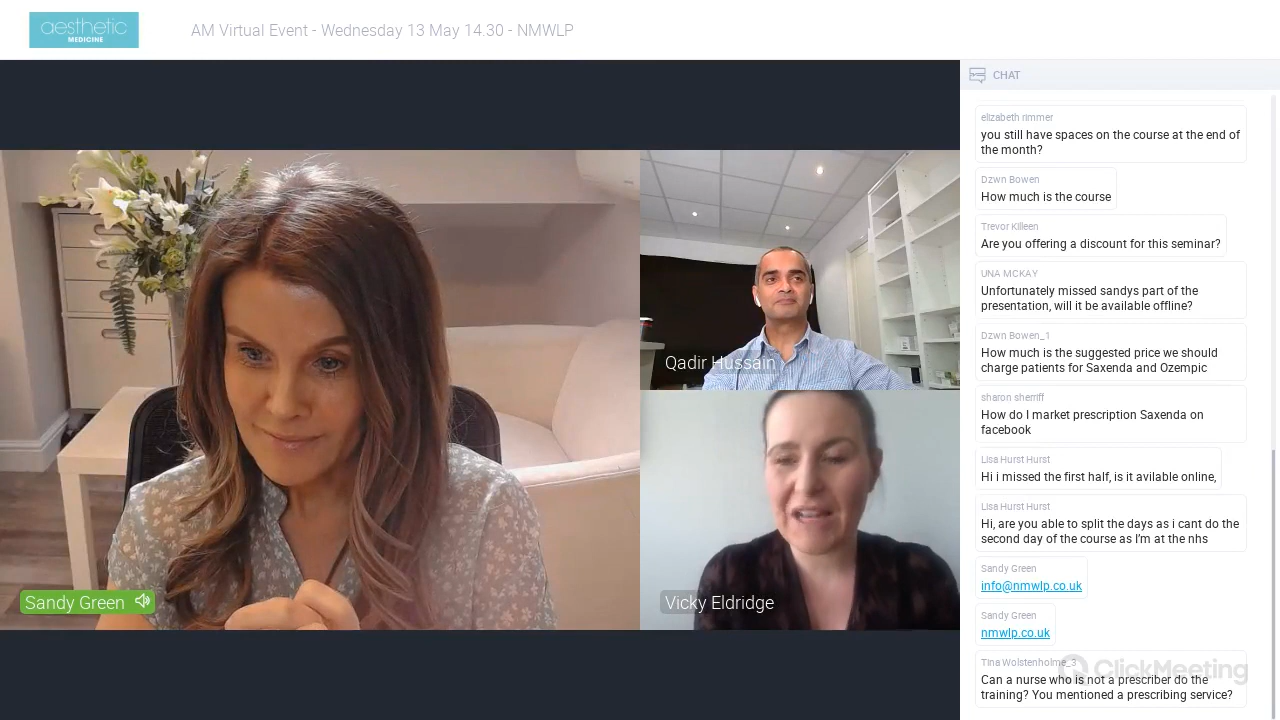 aesthetic
MEDICINE
AM Virtual Event - Wednesday 13 May 14.30 - NMWLP
CHAT
elizabeth rimmer
you still have spaces on the course at the end of
the month?
Dzwn Bowen
How much is the course
Trevor Killeen
Are you offering a discount for this seminar?
UNA MCKAY
Unfortunately missed sandys part of the
presentation, will it be available offline?
Dzwn Bowen_1
How much is the suggested price we should
charge patients for Saxenda and Ozempic
sharon sherriff
How do I market prescription Saxenda on
facebook
Lisa Hurst Hurst
Hi i missed the first half, is it avilable online,
Lisa Hurst Hurst
Hi, are you able to split the days as i cant do the
second day of the course as I'm at the nhs
Sandy Green
info@nmwlp.co.uk
Sandy Green
nmwlp.co.uk
Tina Wolstenholme_3
Can a nurse who is not a prescriber do the
training? You mentioned a prescribing service?
ClickMeeting
Qadir Hussain
Sandy Green
Vicky Eldridge